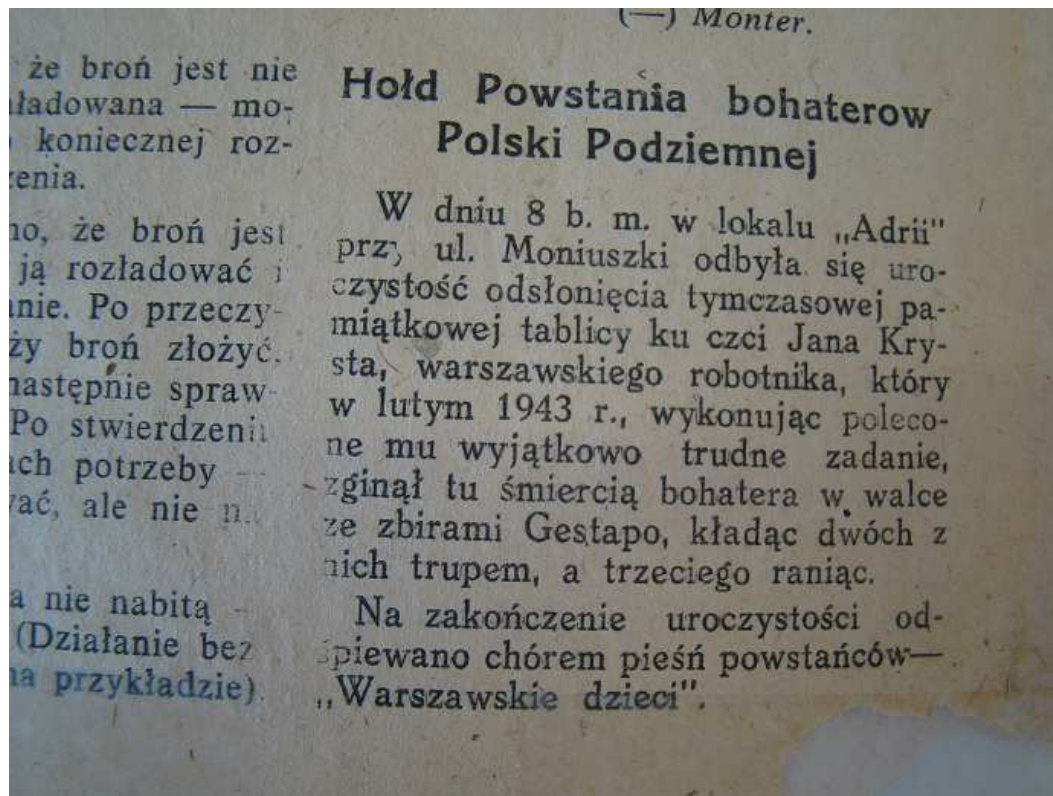 (—) Monter.
że broń jest nie
ładowana — mo-
koniecznej roz-
enia.
no, że broń jest
ją rozładować i
nie. Po przeczy-
ży broń złożyć.
następnie spraw-
Po stwierdzeniu
ch potrzeby —
ać, ale nie
a nie nabitą —
(Działanie bez
na przykładzie).
Hołd Powstania bohaterow
Polski Podziemnej
W dniu 8 b. m. w lokalu „Adrii"
przy ul. Moniuszki odbyła się uro-
czystość odsłonięcia tymczasowej pa-
miątkowej tablicy ku czci Jana Kry-
sta, warszawskiego robotnika, który
w lutym 1943 r., wykonując poleco-
ne mu wyjątkowo trudne zadanie,
zginął tu śmiercią bohatera w walce
ze zbirami Gestapo, kładąc dwóch z
nich trupem, a trzeciego raniąc.
Na zakończenie uroczystości od-
śpiewano chórem pieśń powstańców—
„Warszawskie dzieci".